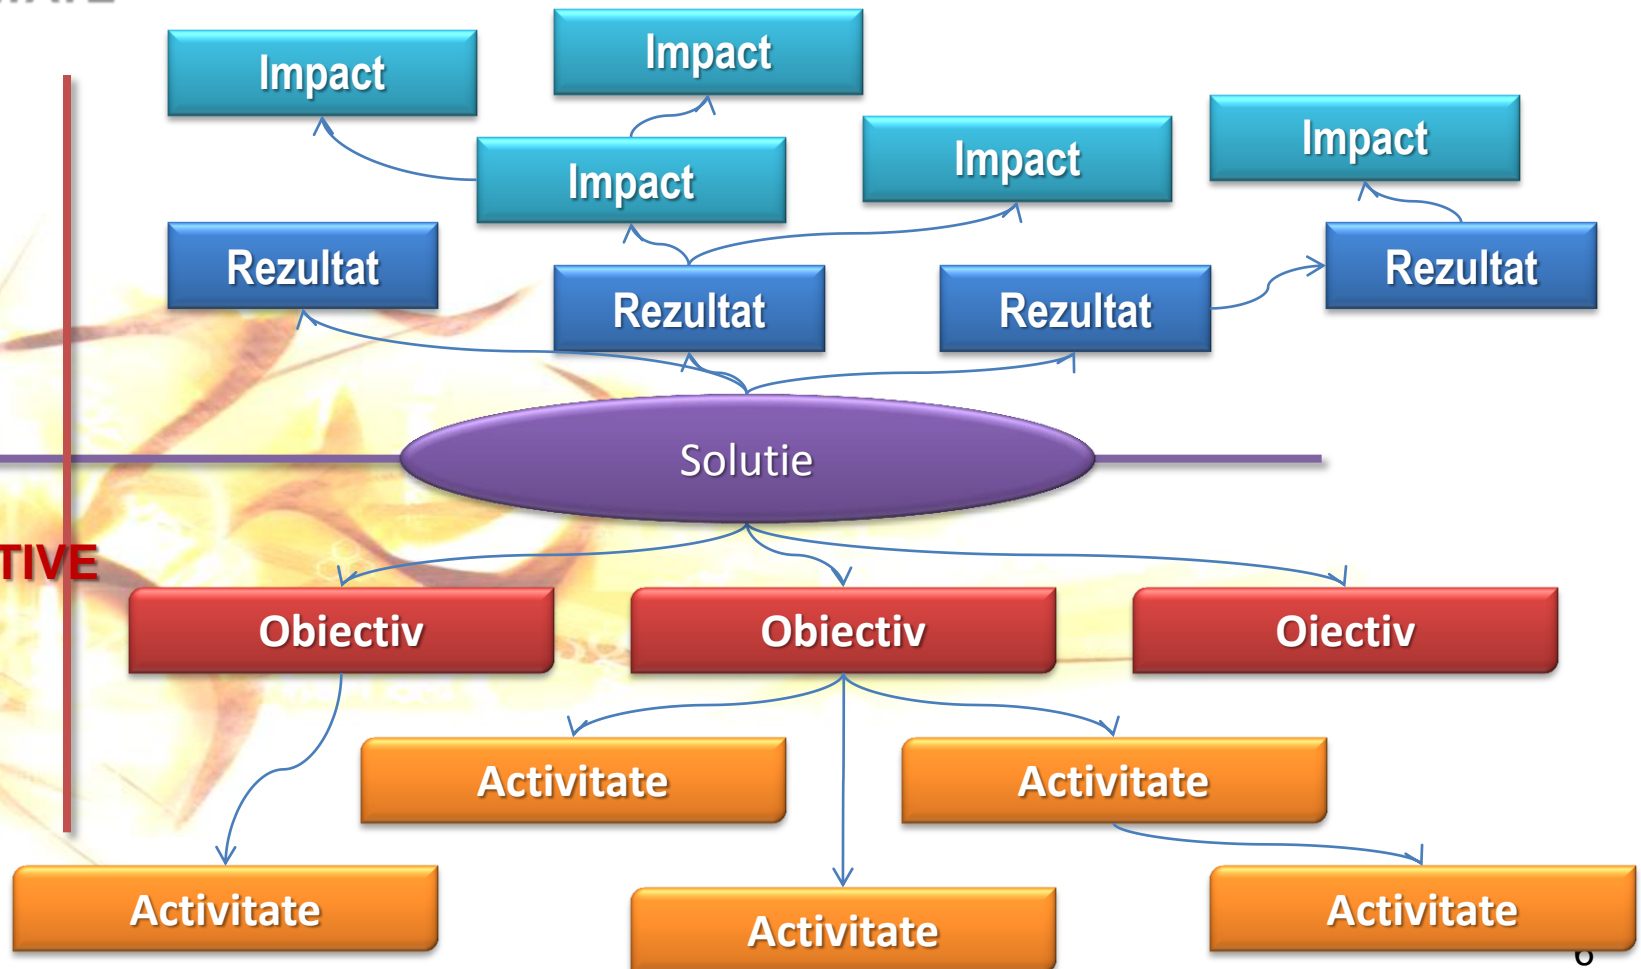 Impact
Impact
Impact
Impact
Impact
Rezultat
Rezultat
Rezultat
Rezultat
Solutie
TIVE
Obiectiv
Obiectiv
Oiectiv
Activitate
Activitate
Activitate
Activitate
Activitate
6